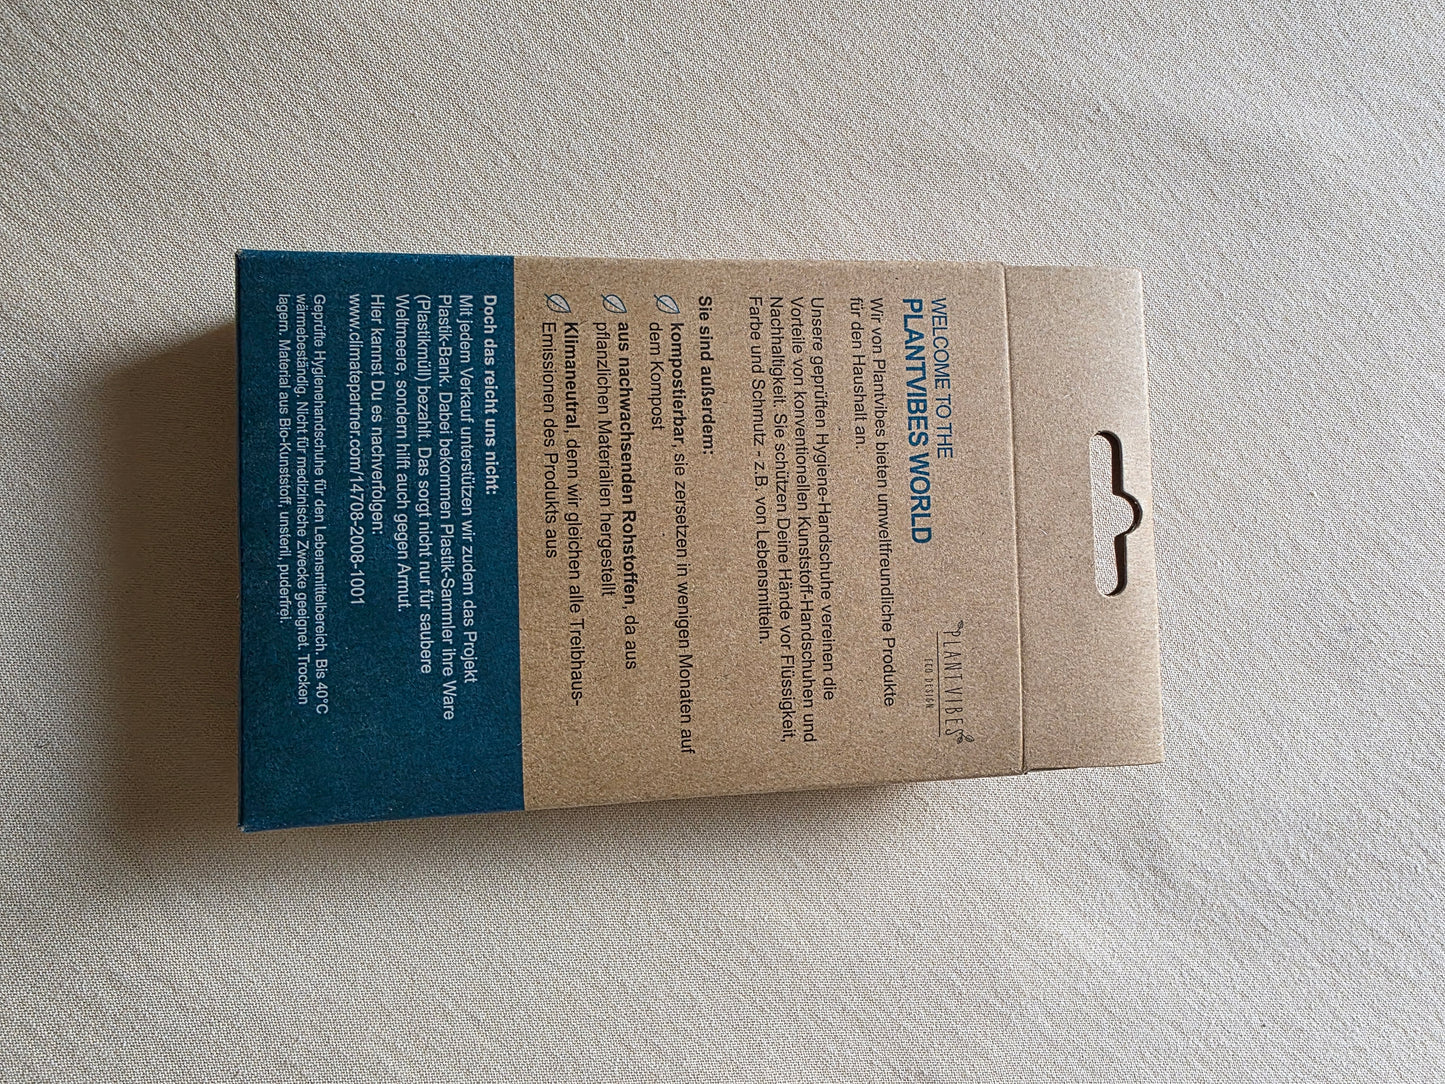 WELCOME TO THE
PLANTVIBES WORLD
PLANTVIBES
ECO DESIGN
Wir von Plantvibes bieten umweltfreundliche Produkte
für den Haushalt an.
Unsere geprüften Hygiene-Handschuhe vereinen die
Vorteile von konventionellen Kunststoff-Handschuhen und
Nachhaltigkeit. Sie schützen Deine Hände vor Flüssigkeit,
Farbe und Schmutz - z.B. von Lebensmitteln.
Sie sind außerdem:
kompostierbar, sie zersetzen in wenigen Monaten auf
dem Kompost
aus nachwachsenden Rohstoffen, da aus
pflanzlichen Materialien hergestellt
Klimaneutral, denn wir gleichen alle Treibhaus-
Emissionen des Produkts aus
Doch das reicht uns nicht:
Mit jedem Verkauf unterstützen wir zudem das Projekt
Plastik-Bank. Dabei bekommen Plastik-Sammler ihre Ware
(Plastikmüll) bezahlt. Das sorgt nicht nur für saubere
Weltmeere, sondern hilft auch gegen Armut.
Hier kannst Du es nachverfolgen:
www.climatepartner.com/14708-2008-1001
Geprüfte Hygienehandschuhe für den Lebensmittelbereich. Bis 40°C
wärmebeständig. Nicht für medizinische Zwecke geeignet. Trocken
lagern. Material aus Bio-Kunststoff, unsteril, puderfrei.